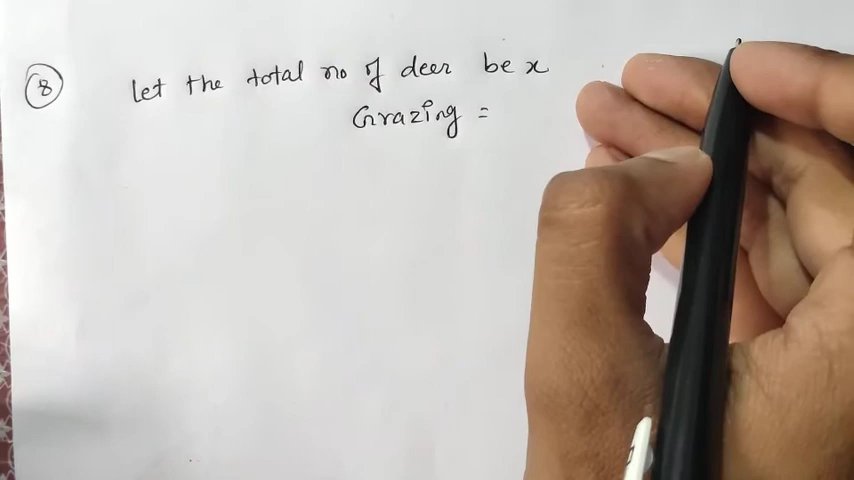 8 Let the total no of deer be x
Grazing =